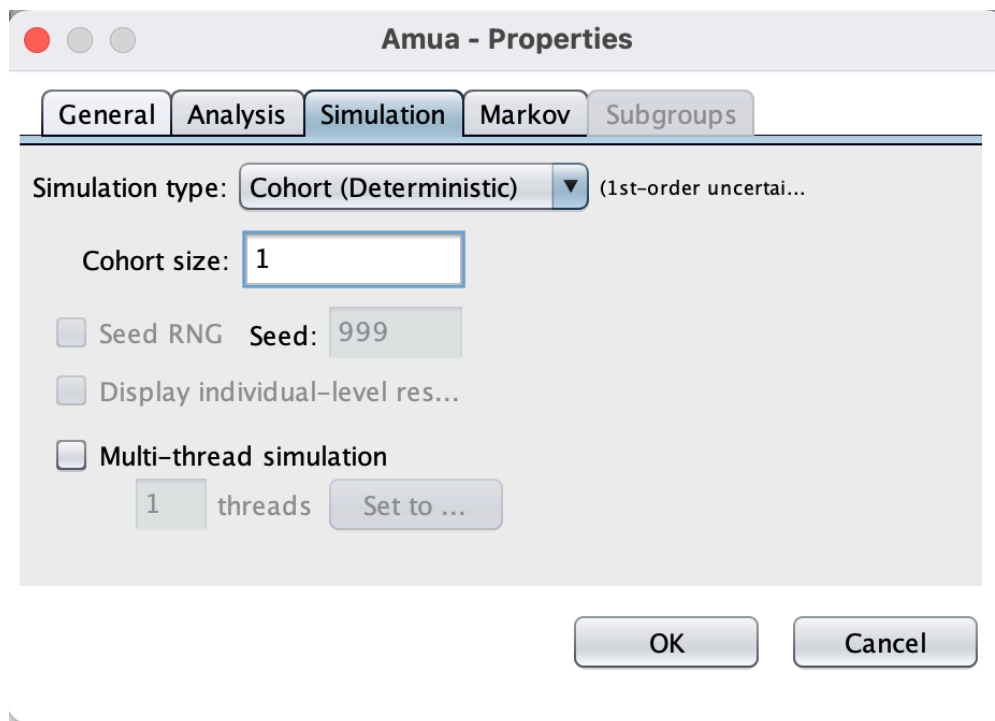 Amua - Properties
General Analysis Simulation Markov Subgroups
Simulation type: Cohort (Deterministic) (1st-order uncertai...
Cohort size: 1
Seed RNG Seed: 999
Display individual-level res...
Multi-thread simulation
1 threads Set to ...
OK Cancel